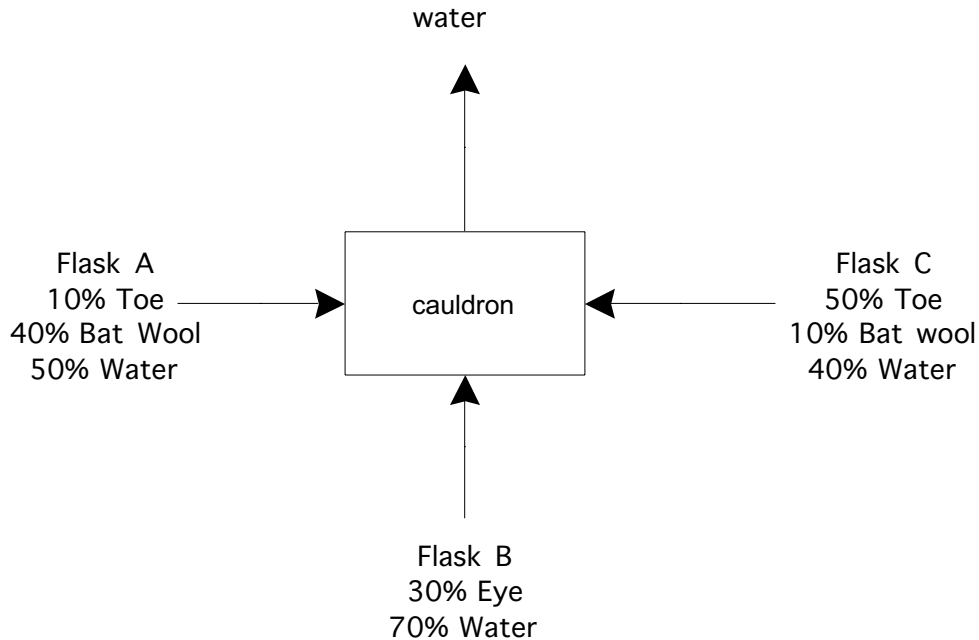 water
Flask A
10% Toe
40% Bat Wool
50% Water
cauldron
Flask C
50% Toe
10% Bat wool
40% Water
Flask B
30% Eye
70% Water